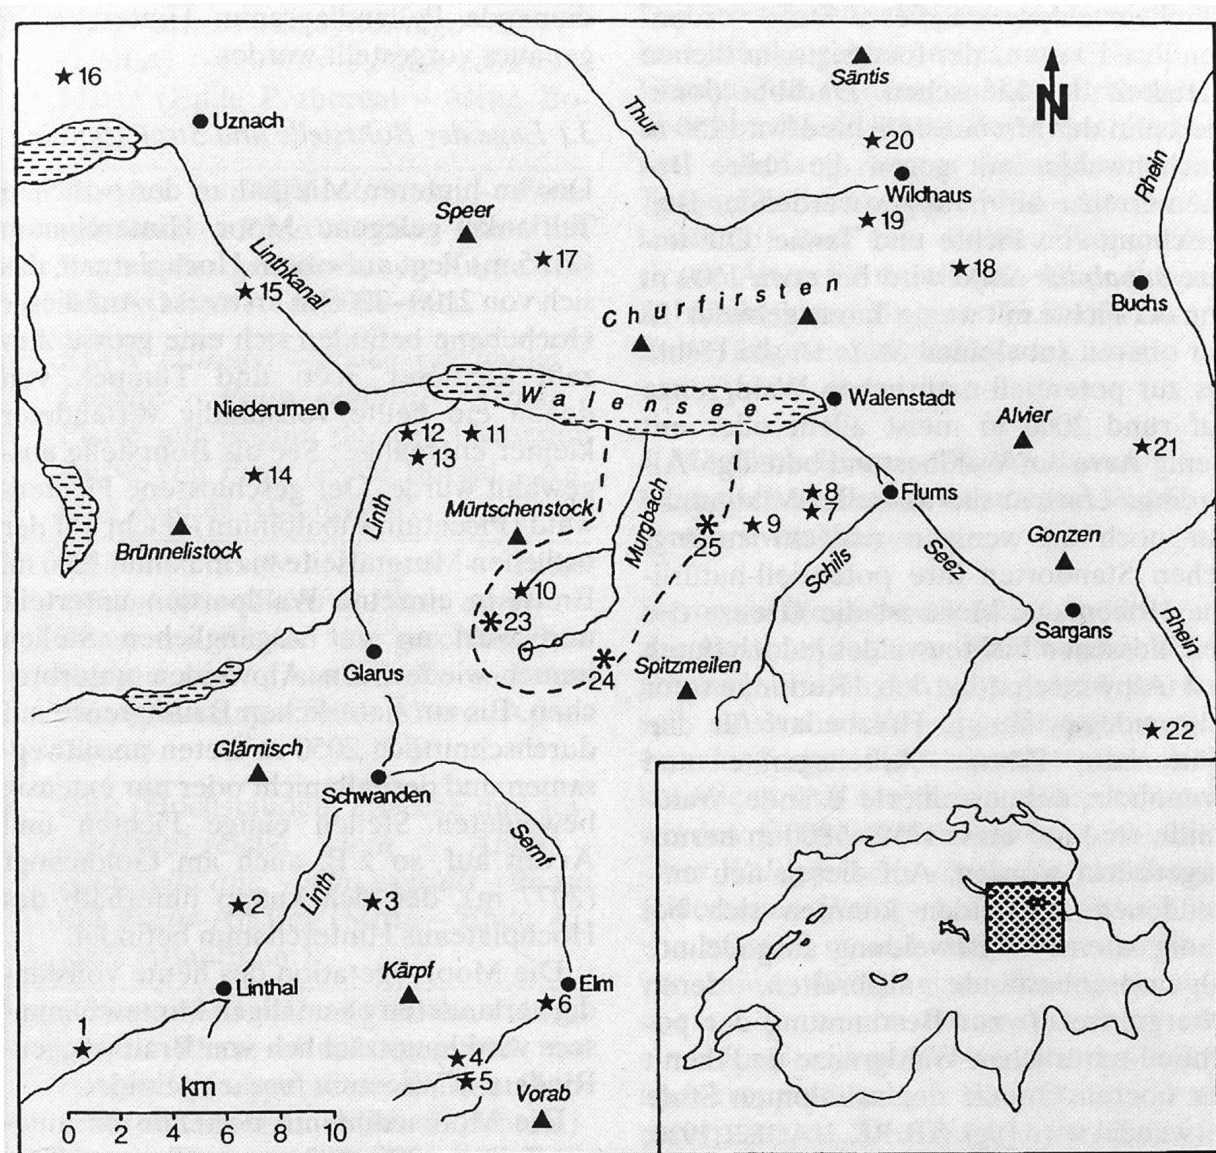 16
Uznach
Thur
Säntis
N
Rhein
20
Wildhaus
19
Speer
17
18
Linthkanal
15
Churfirsten
Buchs
Walensee
Walenstadt
Niederurnen
12
11
13
Alvier
21
14
Linth
Mürtschenstock
Murgbach
8
7
Flums
9
25
Brünnelistock
Schils
Seez
Gonzen
10
23
Sargans
Rhein
Glarus
24
Spitzmeilen
22
Glärnisch
Schwanden
Sernf
2
Linth
3
Linthal
Kärpf
Elm
6
1
4
5
km
Vorab
0 2 4 6 8 10